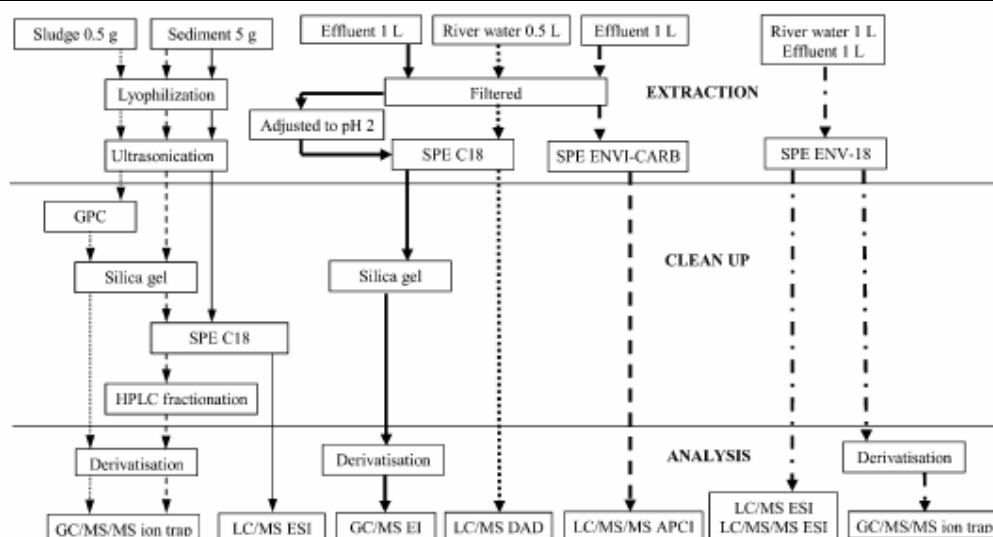 Sludge 0.5 g
Sediment 5 g
Effluent 1 L
River water 0.5 L
Effluent 1 L
River water 1 L
Effluent 1 L
Lyophilization
Filtered
EXTRACTION
Adjusted to pH 2
Ultrasonication
SPE C18
SPE ENVI-CARB
SPE ENV-18
GPC
CLEAN UP
Silica gel
Silica gel
SPE C18
HPLC fractionation
ANALYSIS
Derivatisation
Derivatisation
Derivatisation
GC/MS/MS ion trap
LC/MS ESI
GC/MS EI
LC/MS DAD
LC/MS/MS APCI
LC/MS ESI
LC/MS/MS ESI
GC/MS/MS ion trap